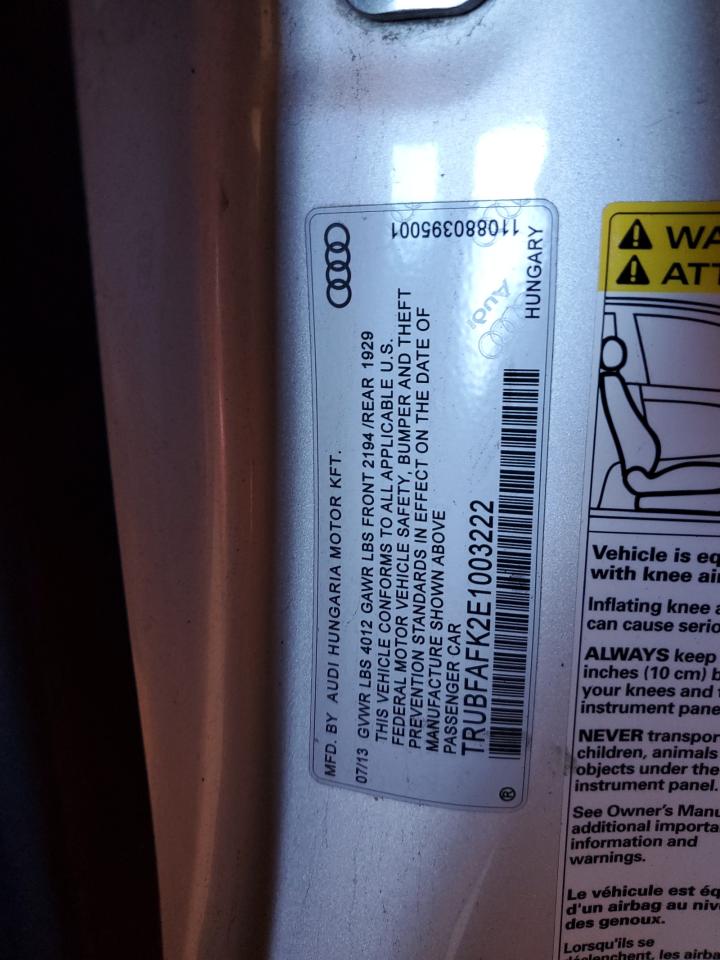 MFD. BY AUDI HUNGARIA MOTOR KFT.
07/13 GVWR LBS 4012 GAWR LBS FRONT 2194 /REAR 1929
THIS VEHICLE CONFORMS TO ALL APPLICABLE U.S.
FEDERAL MOTOR VEHICLE SAFETY, BUMPER AND THEFT
PREVENTION STANDARDS IN EFFECT ON THE DATE OF
MANUFACTURE SHOWN ABOVE
PASSENGER CAR
TRUBFAFK2E1003222
®
HUNGARY
110880395001
Audi
WA
ATT
Vehicle is eq
with knee air
Inflating knee a
can cause serio
ALWAYS keep
inches (10 cm) b
your knees and t
instrument pane
NEVER transpor
children, animals
objects under the
instrument panel.
See Owner's Manu
additional importa
information and
warnings.
Le véhicule est éq
d'un airbag au niv
des genoux.
Lorsqu'ils se
déclenchent, les airba